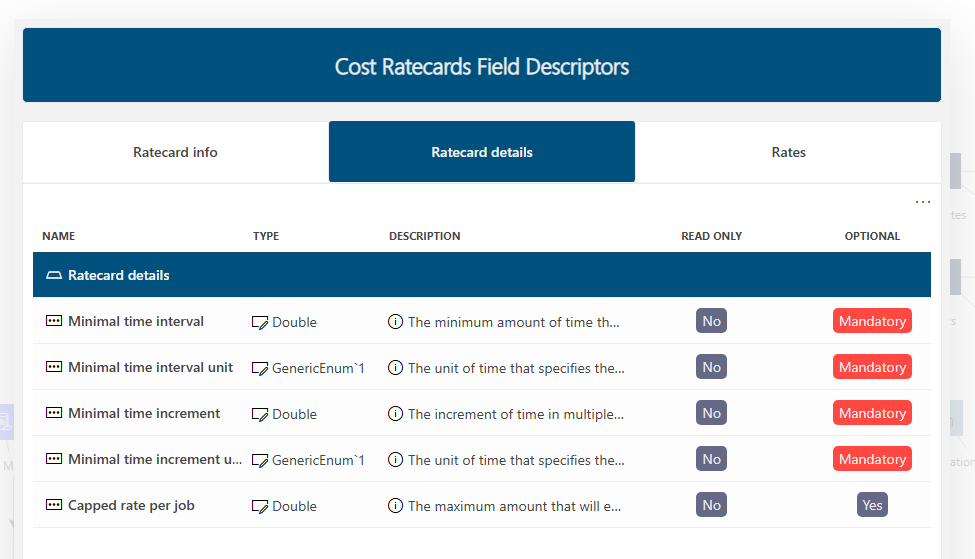 Cost Ratecards Field Descriptors
Ratecard info Ratecard details Rates
...
NAME TYPE DESCRIPTION READ ONLY OPTIONAL
Ratecard details
Minimal time interval Double The minimum amount of time th... No Mandatory
Minimal time interval unit GenericEnum`1 The unit of time that specifies the... No Mandatory
Minimal time increment Double The increment of time in multiple... No Mandatory
Minimal time increment u... GenericEnum`1 The unit of time that specifies the... No Mandatory
Capped rate per job Double The maximum amount that will e... No Yes